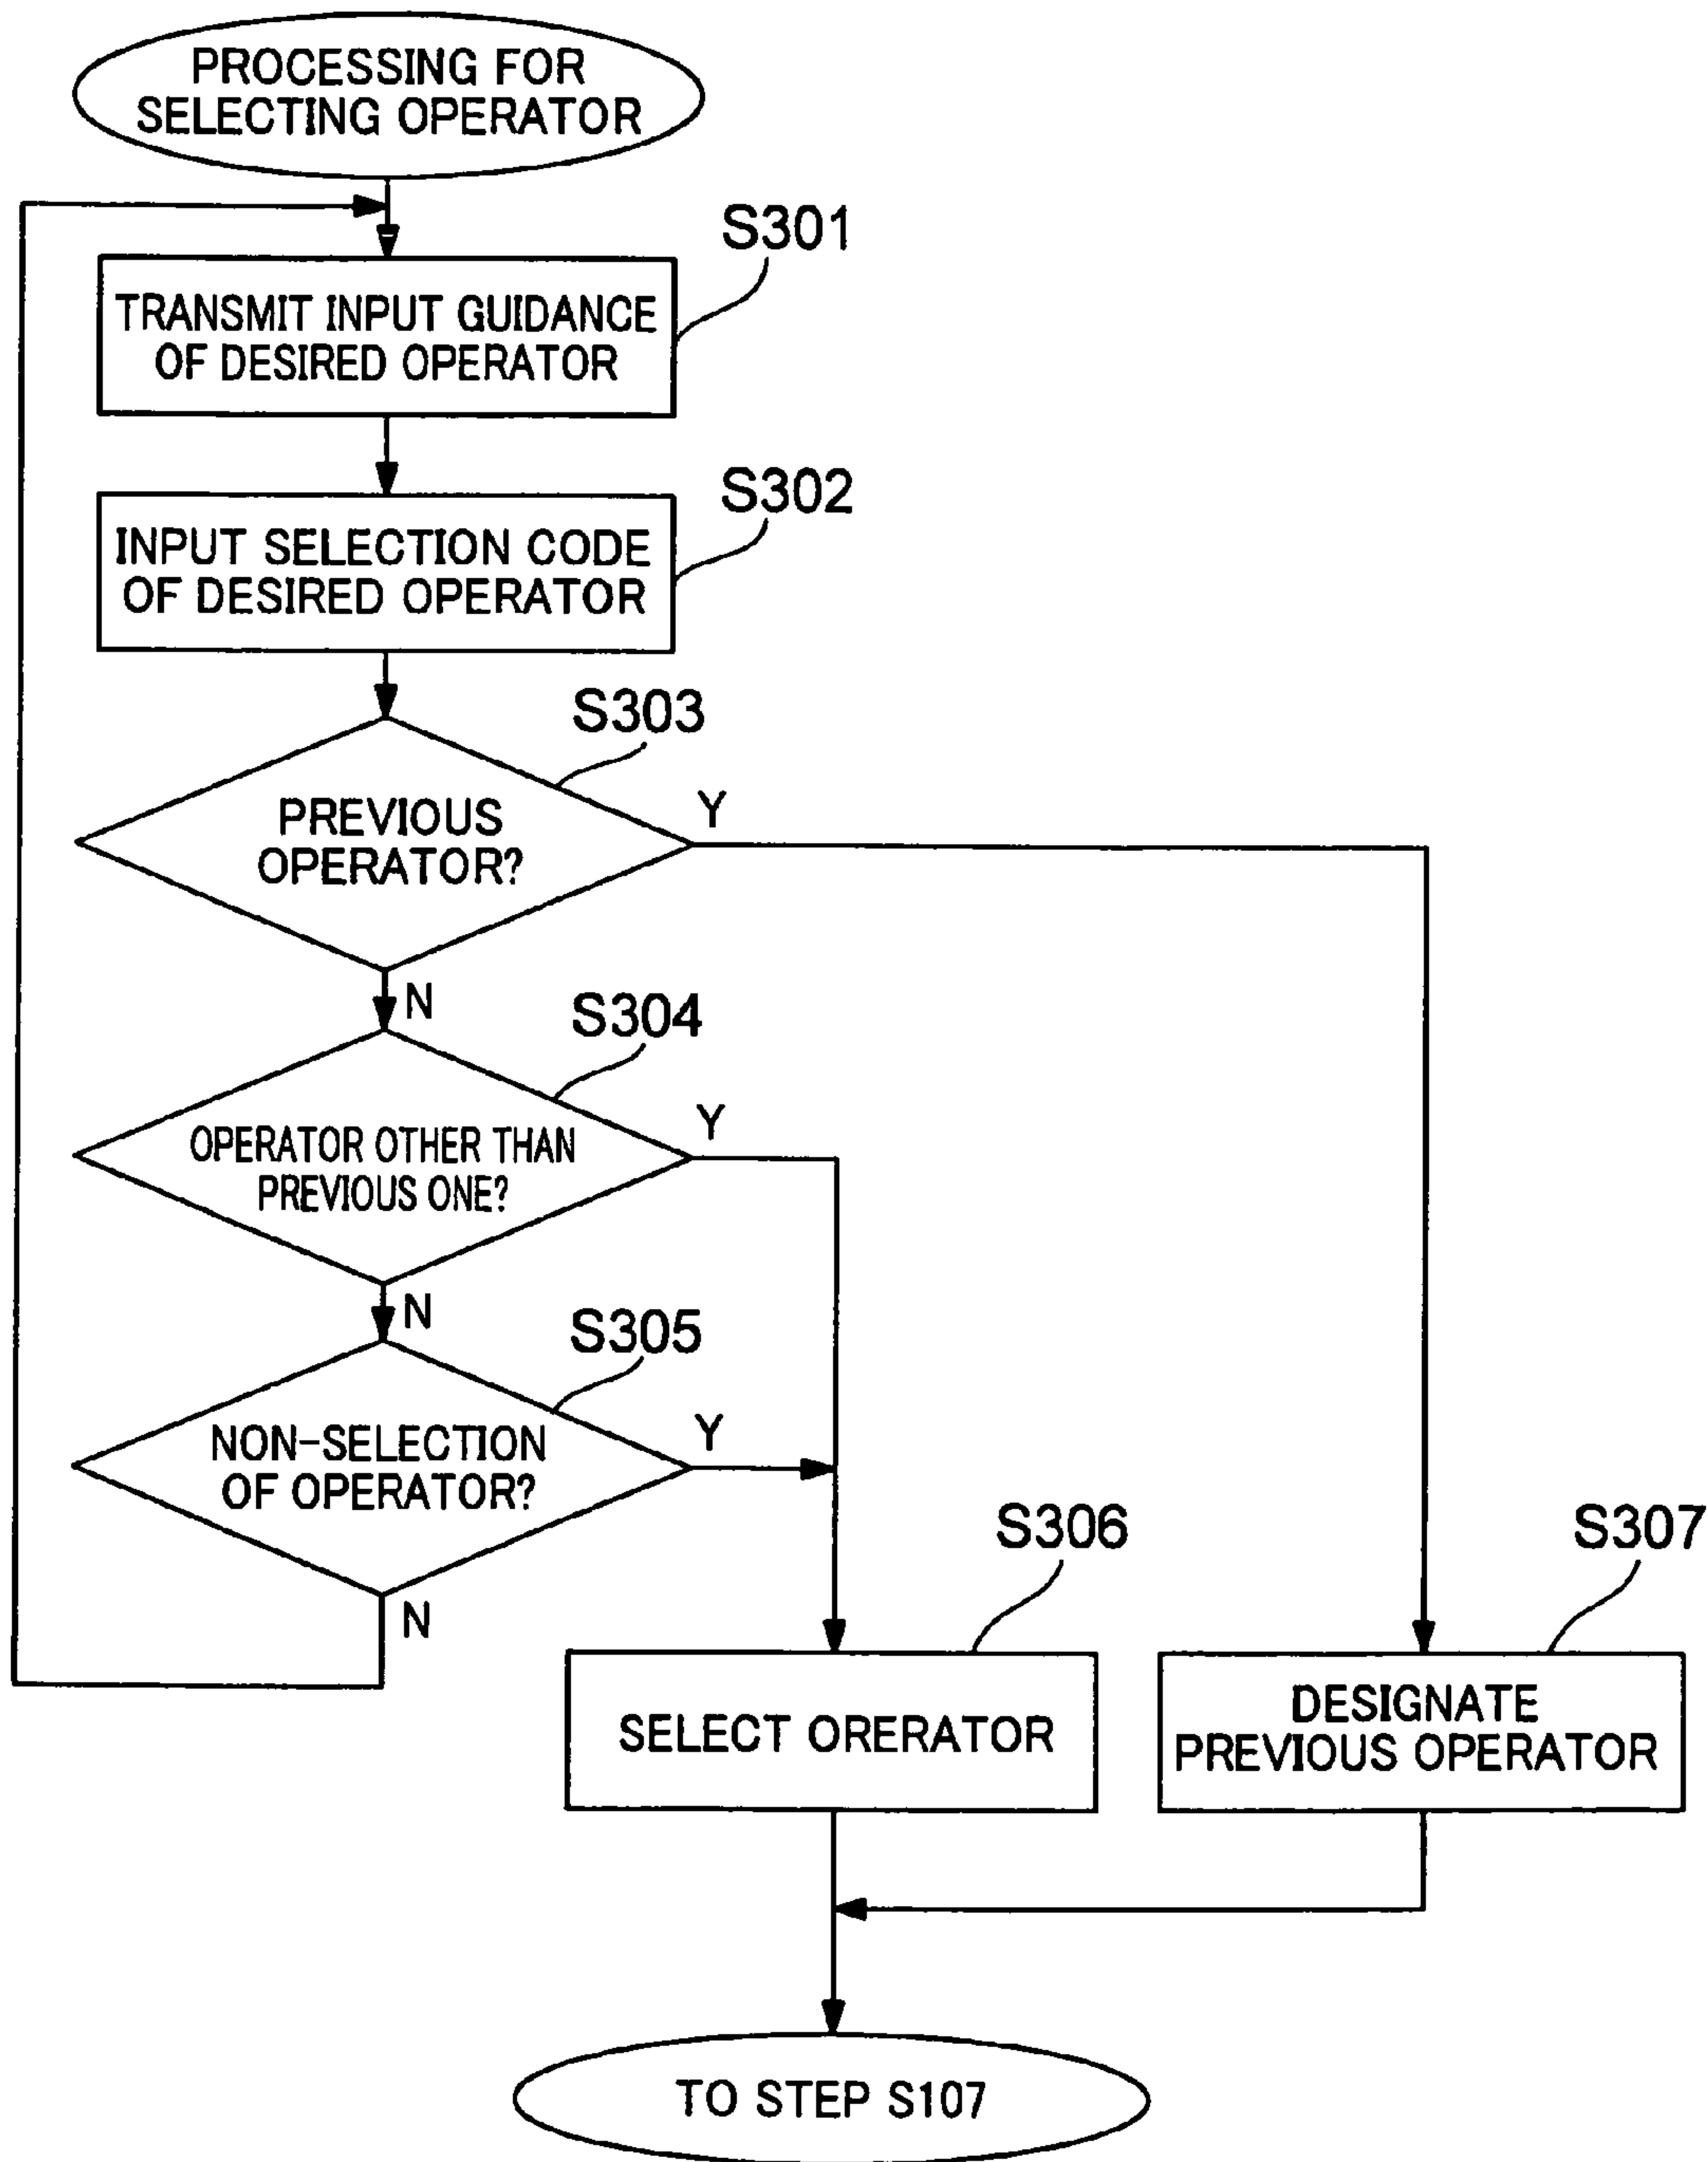 PROCESSING FOR
SELECTING OPERATOR
S301
TRANSMIT INPUT GUIDANCE
OF DESIRED OPERATOR
S302
INPUT SELECTION CODE
OF DESIRED OPERATOR
S303
PREVIOUS
OPERATOR?
Y
N
S304
OPERATOR OTHER THAN
PREVIOUS ONE?
Y
N
S305
NON-SELECTION
OF OPERATOR?
Y
N
S306
SELECT ORERATOR
S307
DESIGNATE
PREVIOUS OPERATOR
TO STEP S107